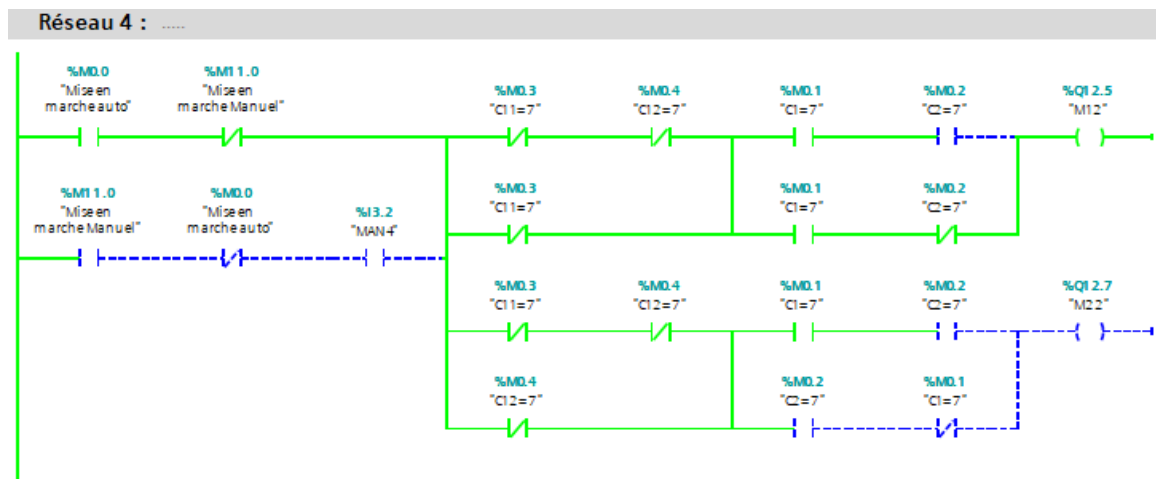 Réseau 4 : .....
%M0.0 %M11.0
"Mise en "Mise en
marche auto" marche Manuel"
%M0.3 %M0.4 %M0.1 %M0.2 %Q12.5
"C11=7" "C12=7" "C1=7" "C2=7" "M12"
%M11.0 %M0.0
"Mise en "Mise en
marche Manuel" marche auto"
%I3.2
"MAN4"
%M0.3 %M0.1 %M0.2
"C11=7" "C1=7" "C2=7"
%M0.3 %M0.4 %M0.1 %M0.2 %Q12.7
"C11=7" "C12=7" "C1=7" "C2=7" "M22"
%M0.4 %M0.2 %M0.1
"C12=7" "C2=7" "C1=7"